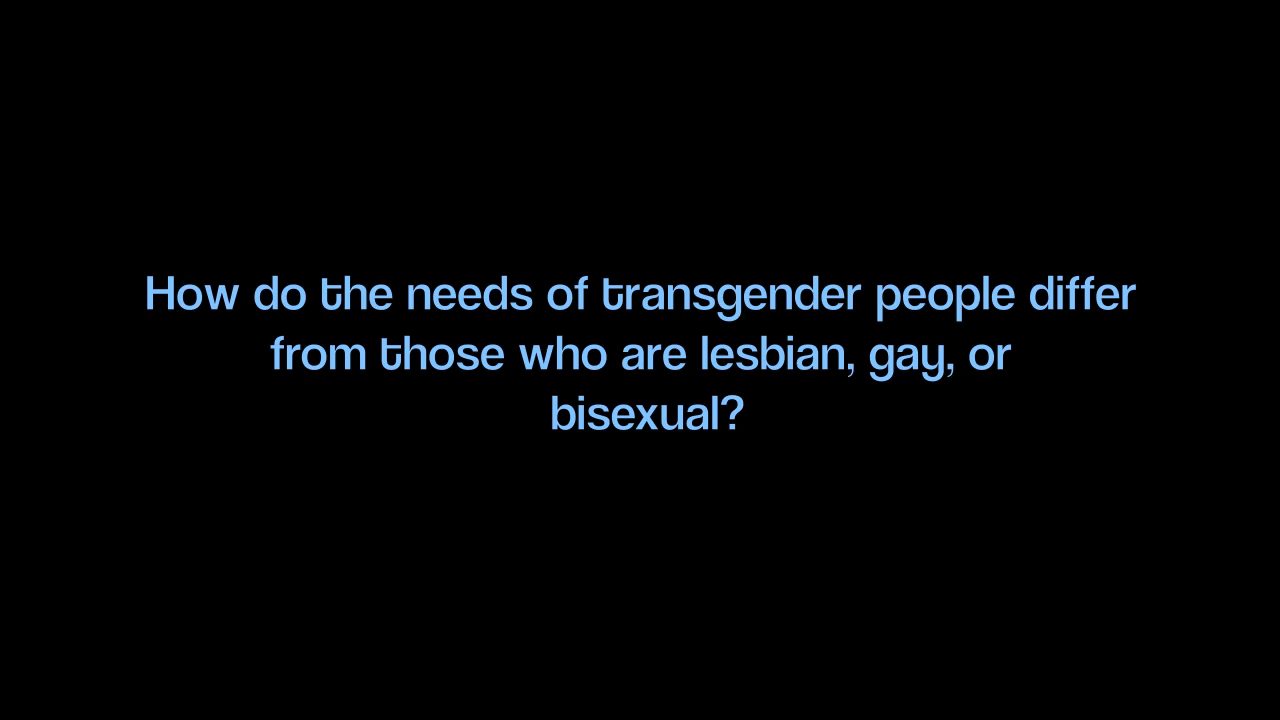 How do the needs of transgender people differ
from those who are lesbian, gay, or
bisexual?